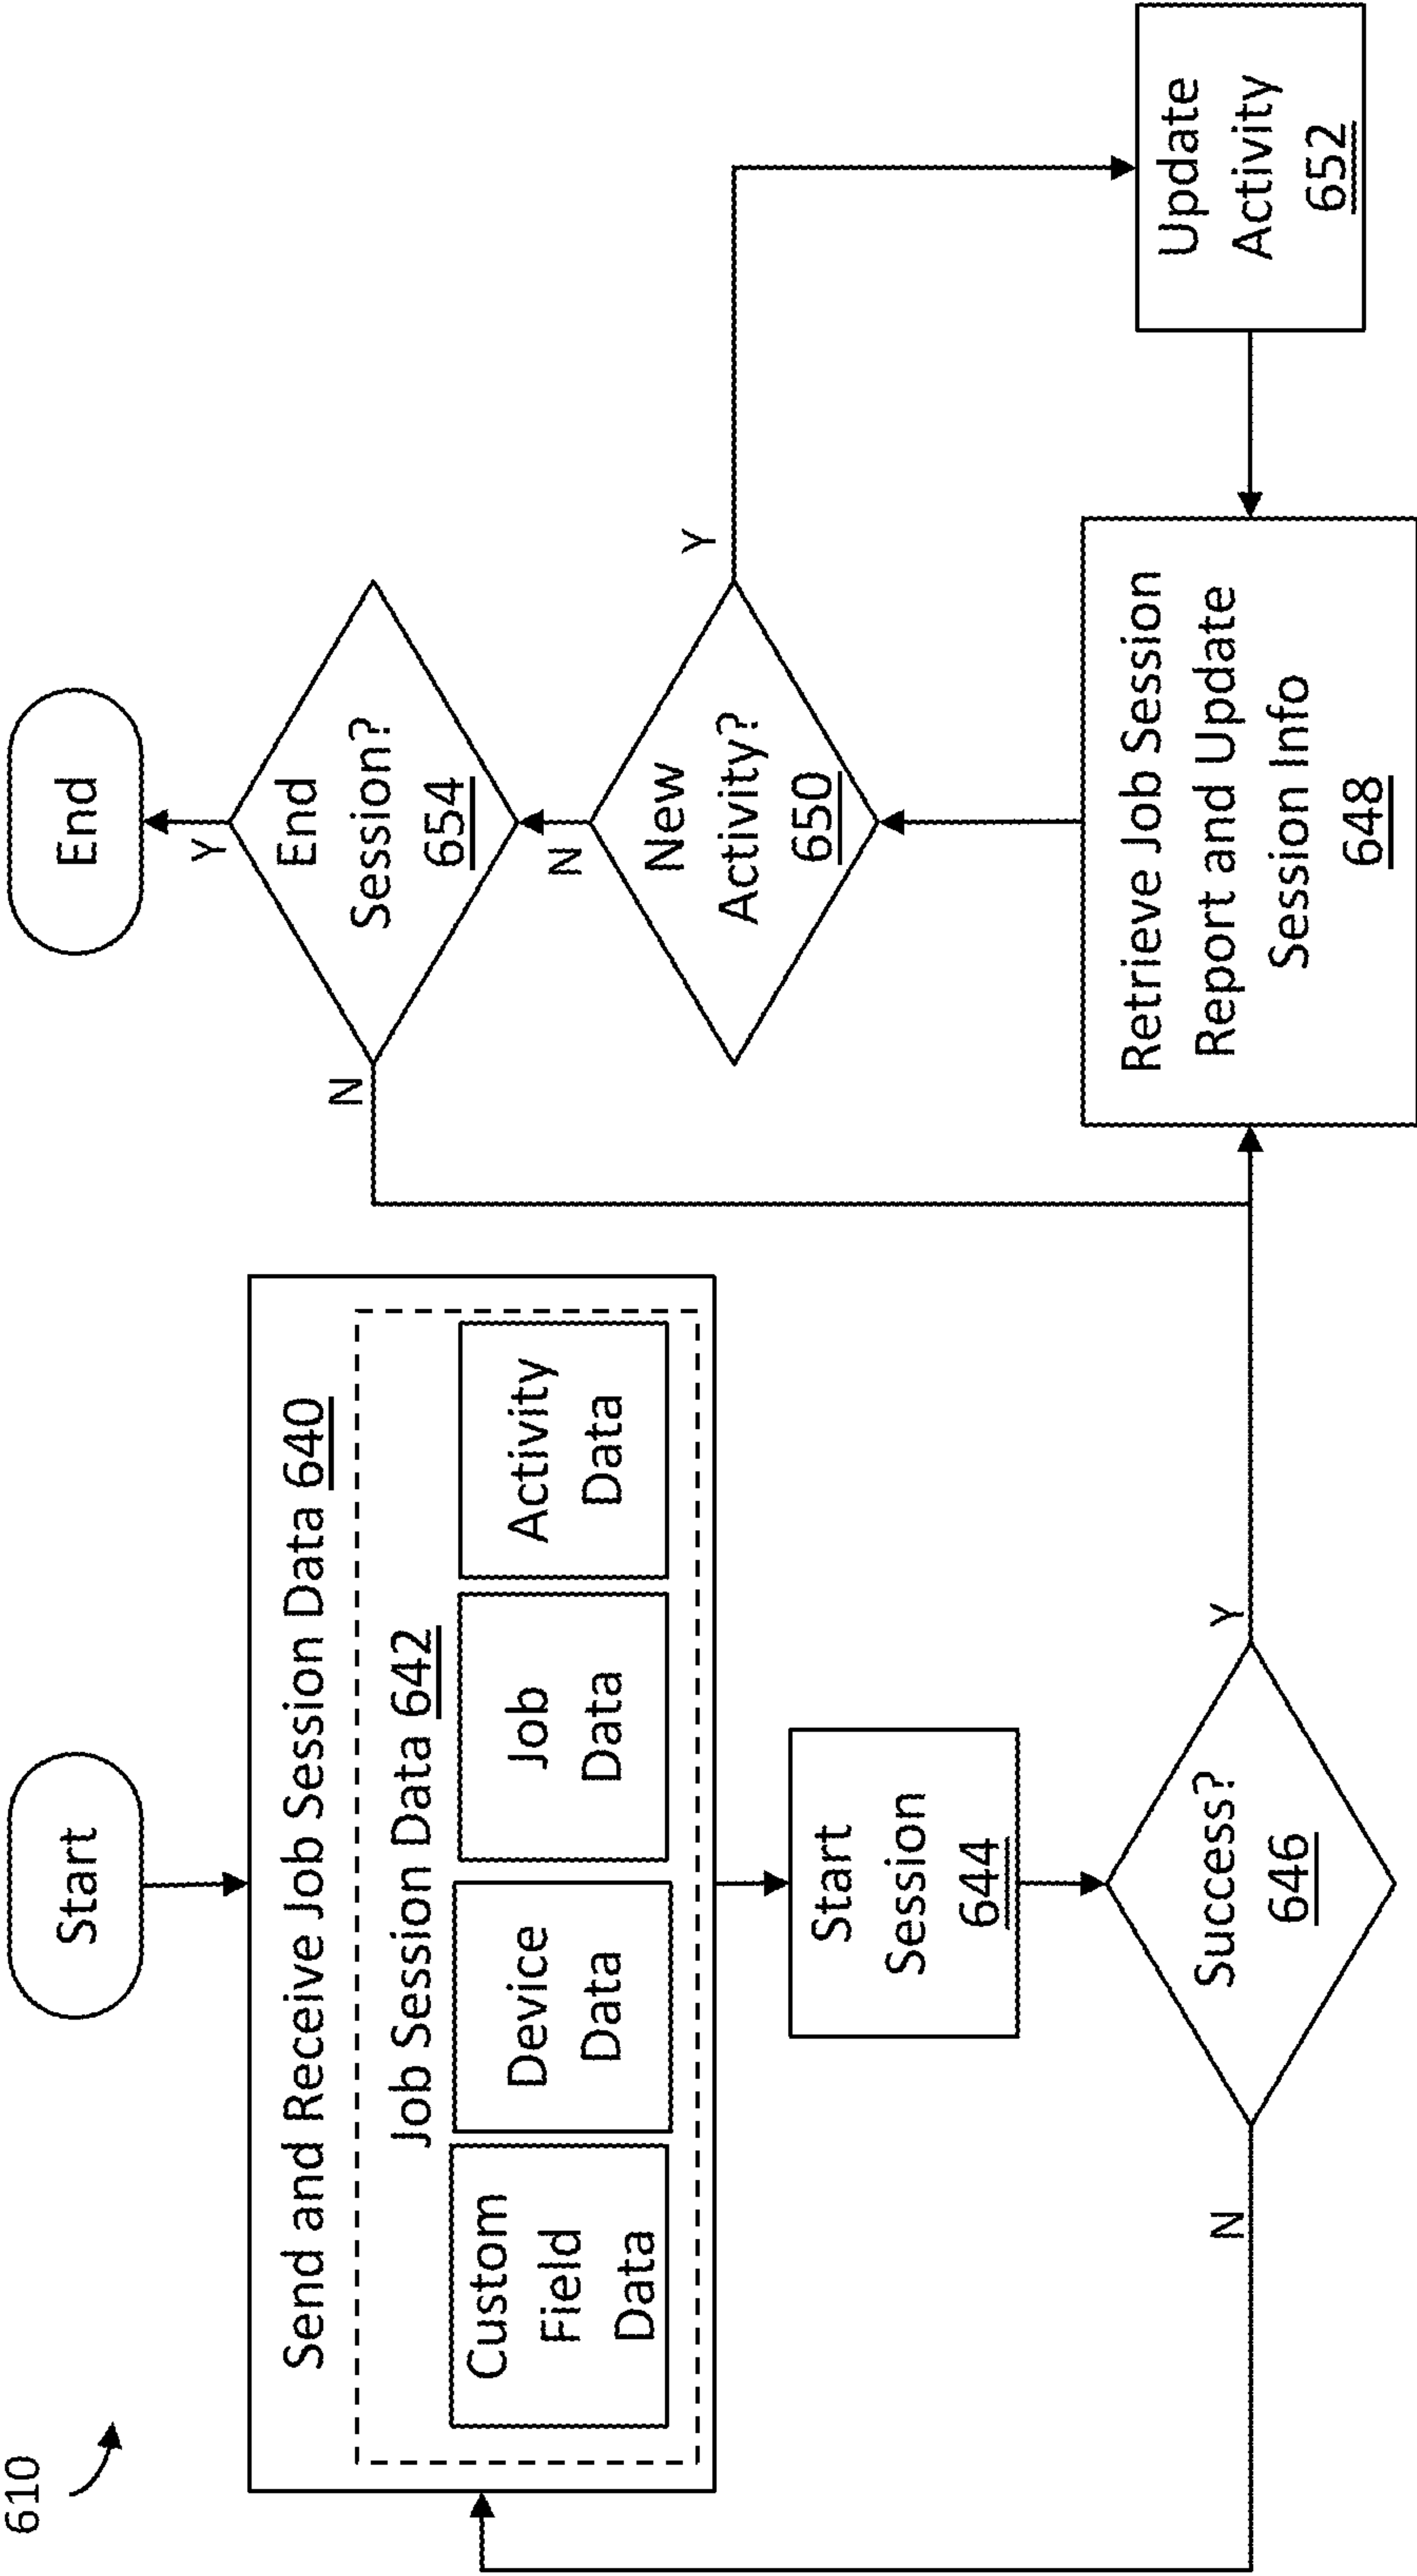 610
Start
Send and Receive Job Session Data 640
Job Session Data 642
Custom
Field
Data
Device
Data
Job
Data
Activity
Data
Start
Session
644
Success?
646
N
Y
End
Y
End
Session?
654
N
N
New
Activity?
650
Y
Retrieve Job Session
Report and Update
Session Info
648
Update
Activity
652